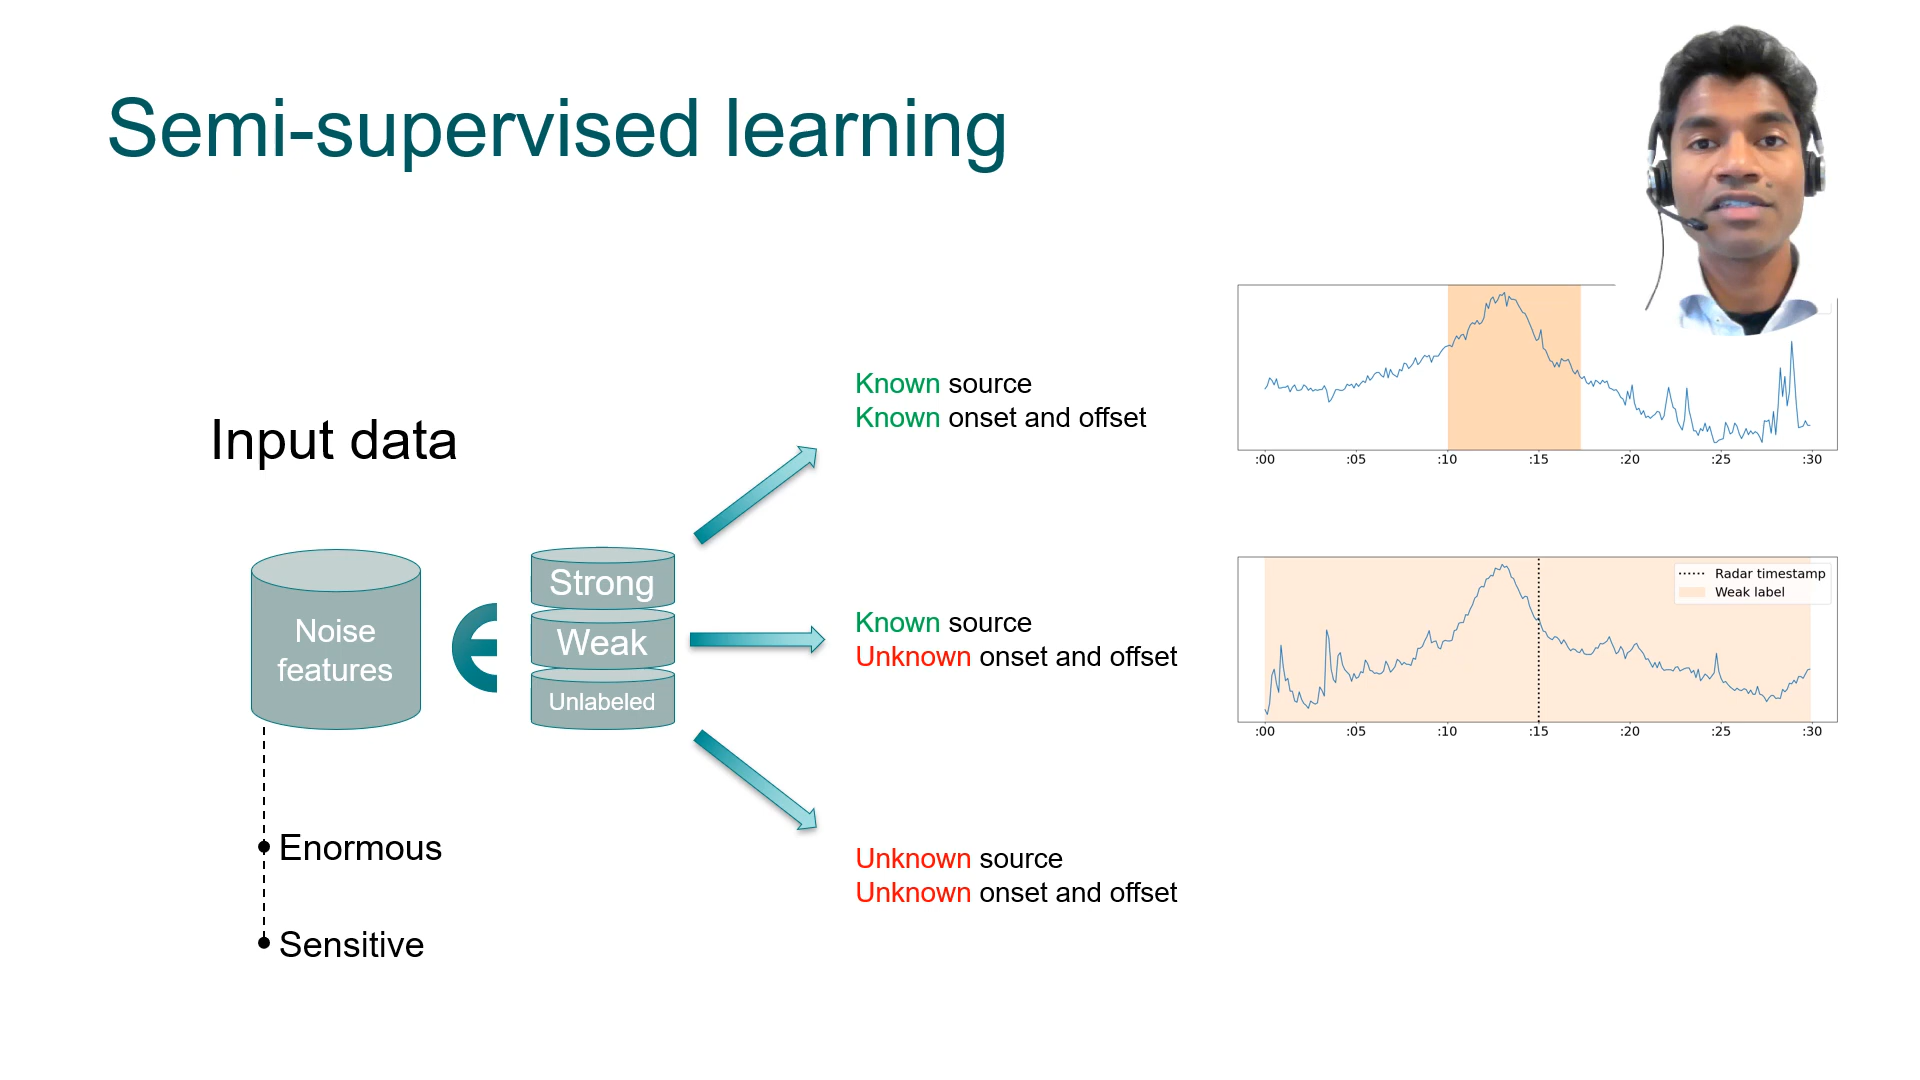 Semi-supervised learning
Input data
Noise
features
Enormous
Sensitive
∈
Strong
Weak
Unlabeled
Known source
Known onset and offset
Known source
Unknown onset and offset
Unknown source
Unknown onset and offset
:00 :05 :10 :15 :20 :25 :30
Radar timestamp
Weak label
:00 :05 :10 :15 :20 :25 :30